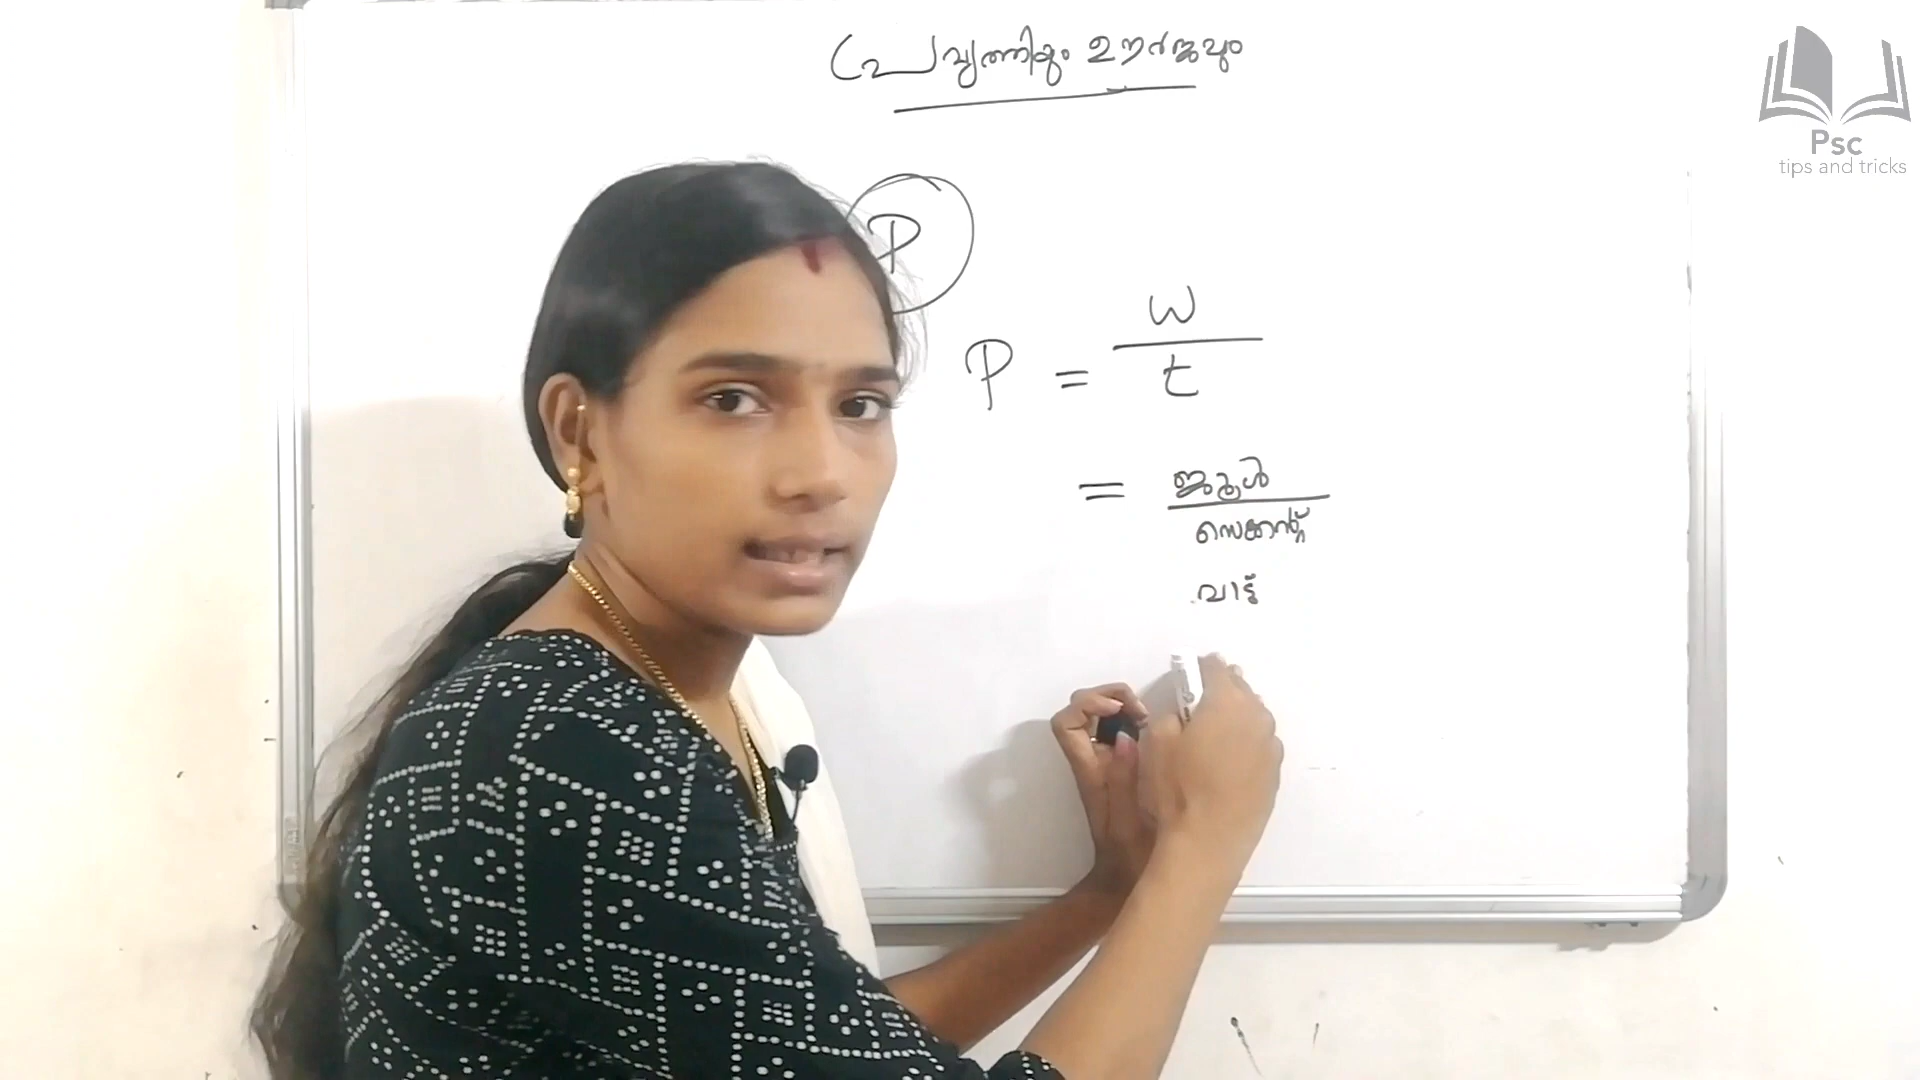 പ്രവൃത്തിയും ഊർജ്ജവും
P
P = W
t
= ജൂൾ
സെക്കന്റ്
വാട്ട്
Psc
tips and tricks